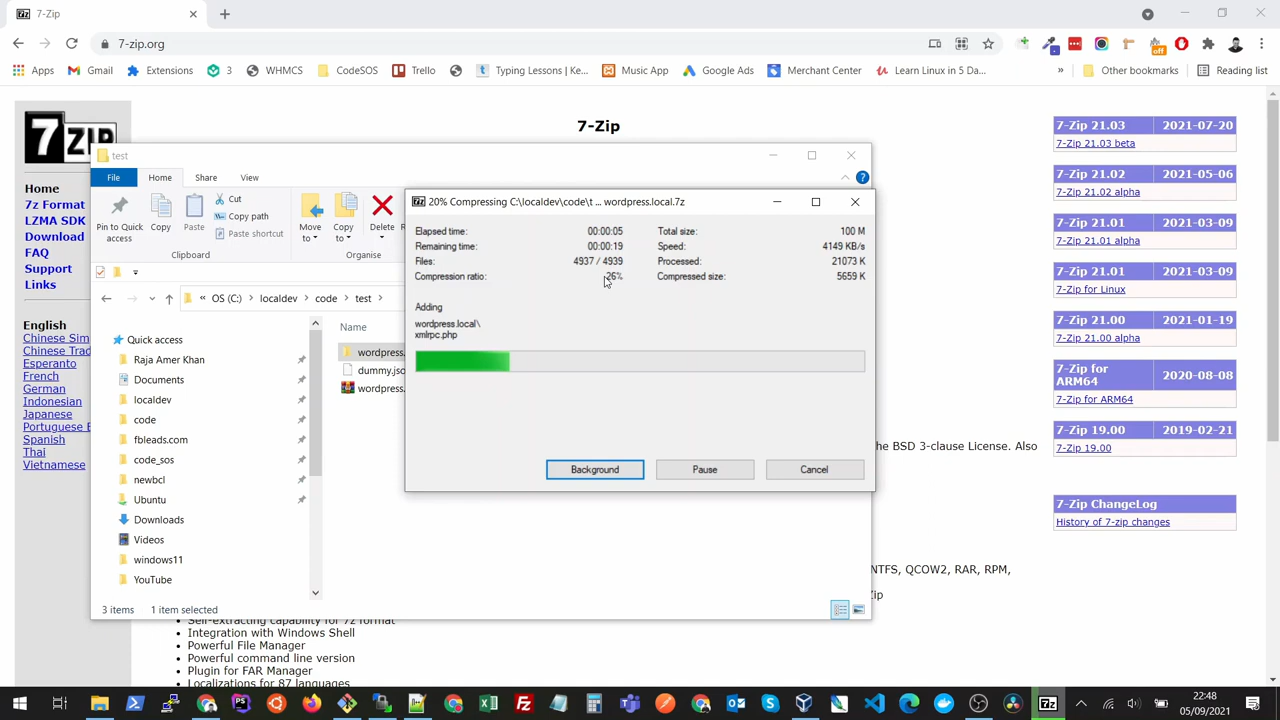 7-Zip
7-zip.org
Apps
Gmail
Extensions
3
WHMCS
CodeSOS
Trello
Typing Lessons | Ke...
Music App
Google Ads
Merchant Center
Learn Linux in 5 Da...
»
Other bookmarks
Reading list
7ZIP
Home
7z Format
LZMA SDK
Download
FAQ
Support
Links
English
Chinese Sim
Chinese Trad
Esperanto
French
German
Indonesian
Japanese
Portuguese B
Spanish
Thai
Vietnamese
7-Zip
test
File
Home
Share
View
Pin to Quick
access
Copy
Paste
Cut
Copy path
Paste shortcut
Clipboard
Move
to
Copy
to
Delete
Organise
« OS (C:) > localdev > code > test >
Quick access
Raja Amer Khan
Documents
localdev
code
fbleads.com
code_sos
newbcl
Ubuntu
Downloads
Videos
windows11
YouTube
Name
wordpress.
dummy.jso
wordpress.
3 items
1 item selected
20% Compressing C:\localdev\code\t ... wordpress.local.7z
Elapsed time: 00:00:05
Total size: 100 M
Remaining time: 00:00:19
Speed: 4149 KB/s
Files: 4937 / 4939
Processed: 21073 K
Compression ratio: 26%
Compressed size: 5659 K
Adding
wordpress.local\
xmlrpc.php
Background
Pause
Cancel
he BSD 3-clause License. Also
NTFS, QCOW2, RAR, RPM,
Zip
Self-extracting capability for 7z format
Integration with Windows Shell
Powerful File Manager
Powerful command line version
Plugin for FAR Manager
Localizations for 87 languages
7-Zip 21.03 2021-07-20
7-Zip 21.03 beta
7-Zip 21.02 2021-05-06
7-Zip 21.02 alpha
7-Zip 21.01 2021-03-09
7-Zip 21.01 alpha
7-Zip 21.01 2021-03-09
7-Zip for Linux
7-Zip 21.00 2021-01-19
7-Zip 21.00 alpha
7-Zip for
ARM64 2020-08-08
7-Zip for ARM64
7-Zip 19.00 2019-02-21
7-Zip 19.00
7-Zip ChangeLog
History of 7-zip changes
22:48
05/09/2021